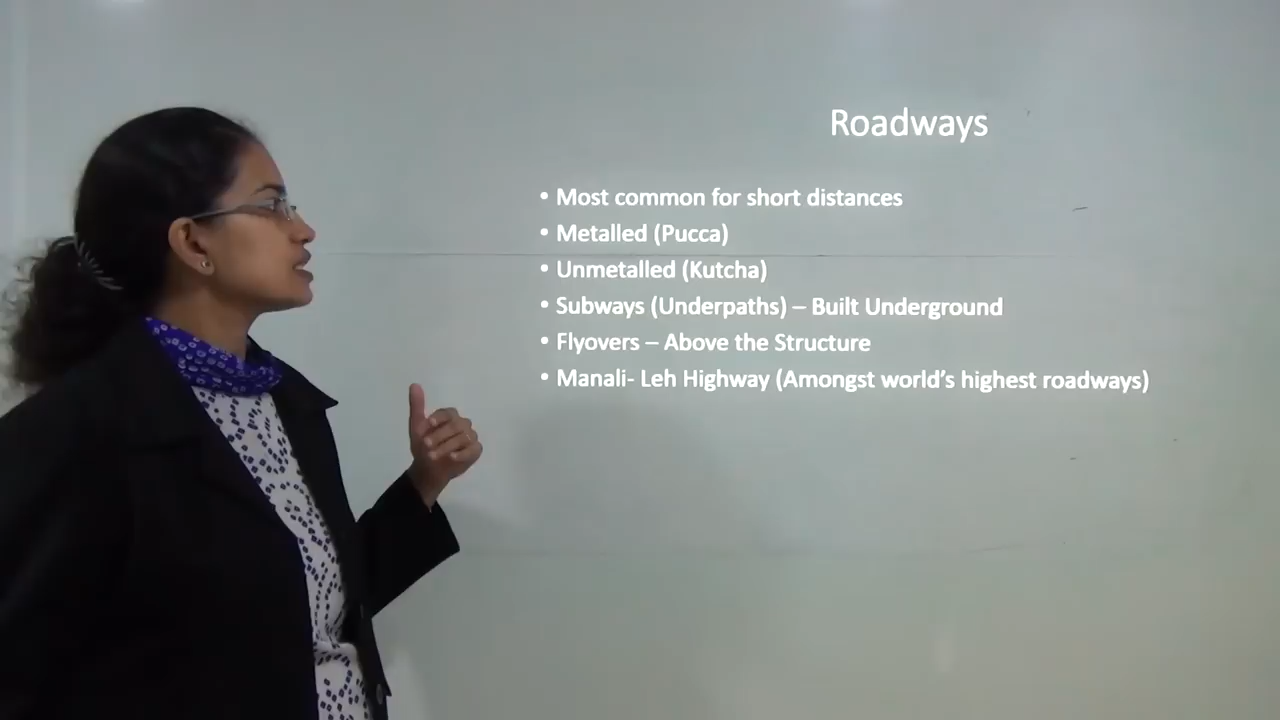 Roadways
• Most common for short distances
• Metalled (Pucca)
• Unmetalled (Kutcha)
• Subways (Underpaths) – Built Underground
• Flyovers – Above the Structure
• Manali- Leh Highway (Amongst world's highest roadways)